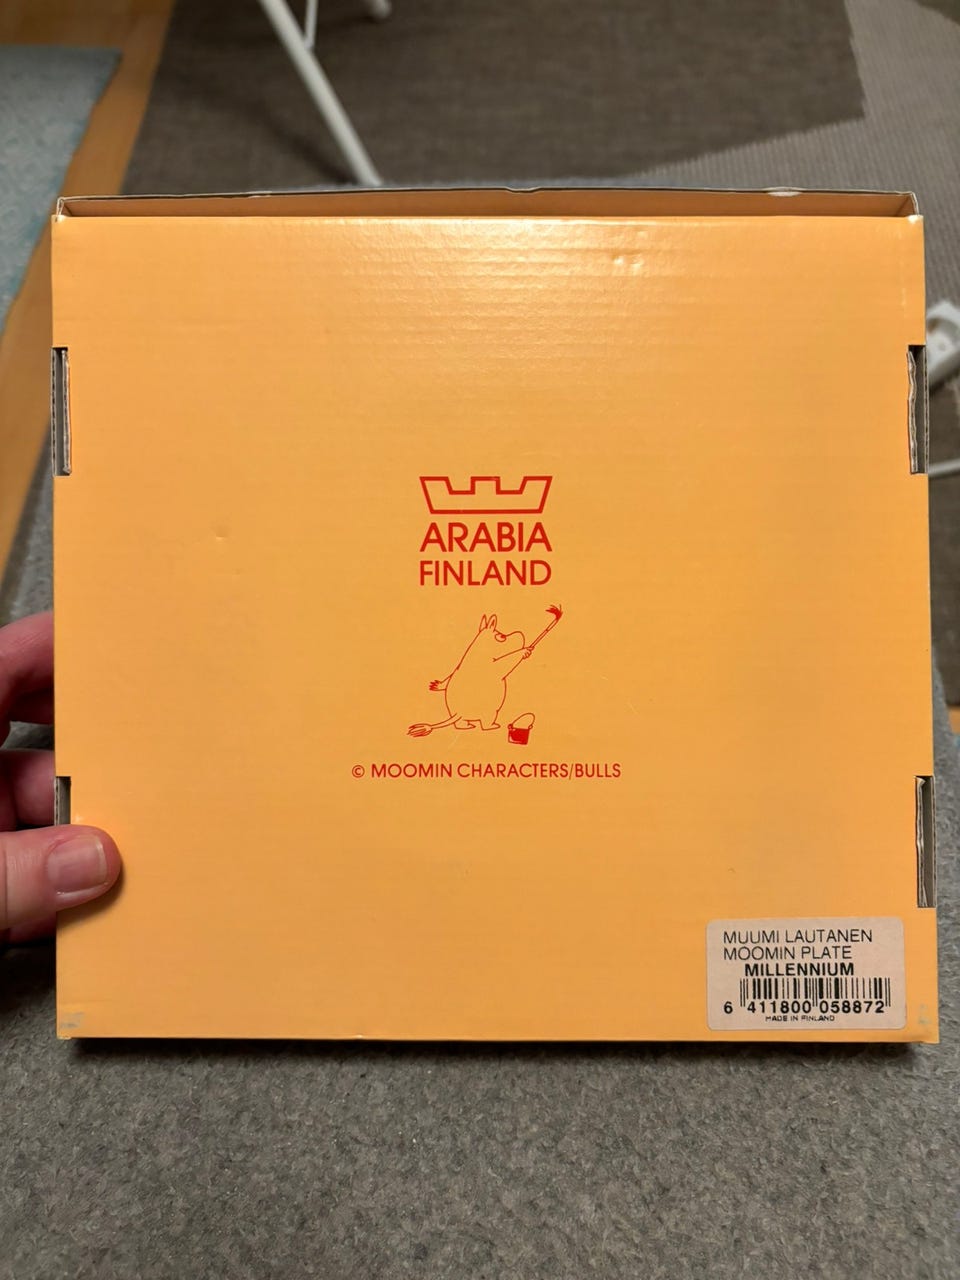 ARABIA
FINLAND
© MOOMIN CHARACTERS/BULLS
MUUMI LAUTANEN
MOOMIN PLATE
MILLENNIUM
6 411800 058872
MADE IN FINLAND